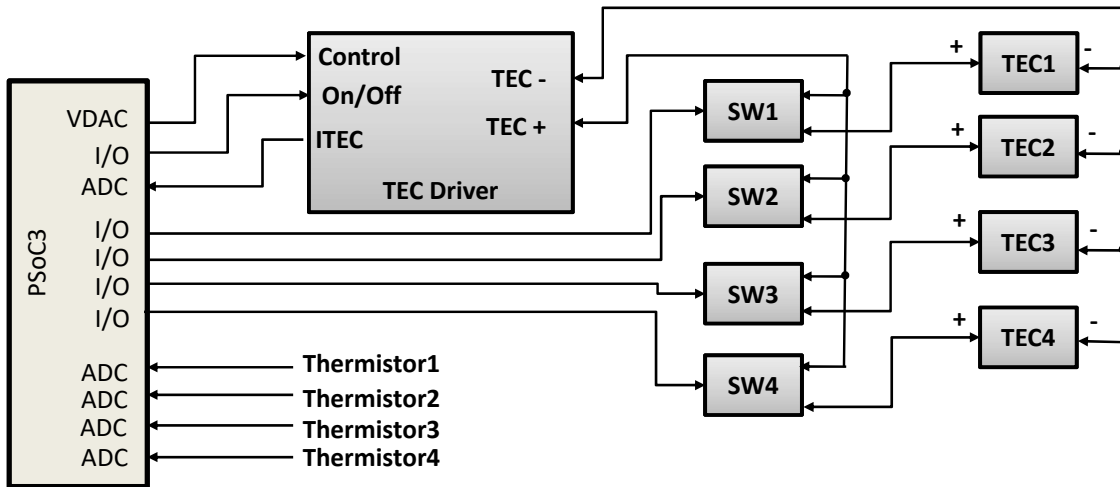 PSoC3
VDAC
I/O
ADC
I/O
I/O
I/O
I/O
ADC
ADC
ADC
ADC
Control
On/Off
ITEC
TEC -
TEC +
TEC Driver
Thermistor1
Thermistor2
Thermistor3
Thermistor4
SW1
SW2
SW3
SW4
+
TEC1
-
+
TEC2
-
+
TEC3
-
+
TEC4
-